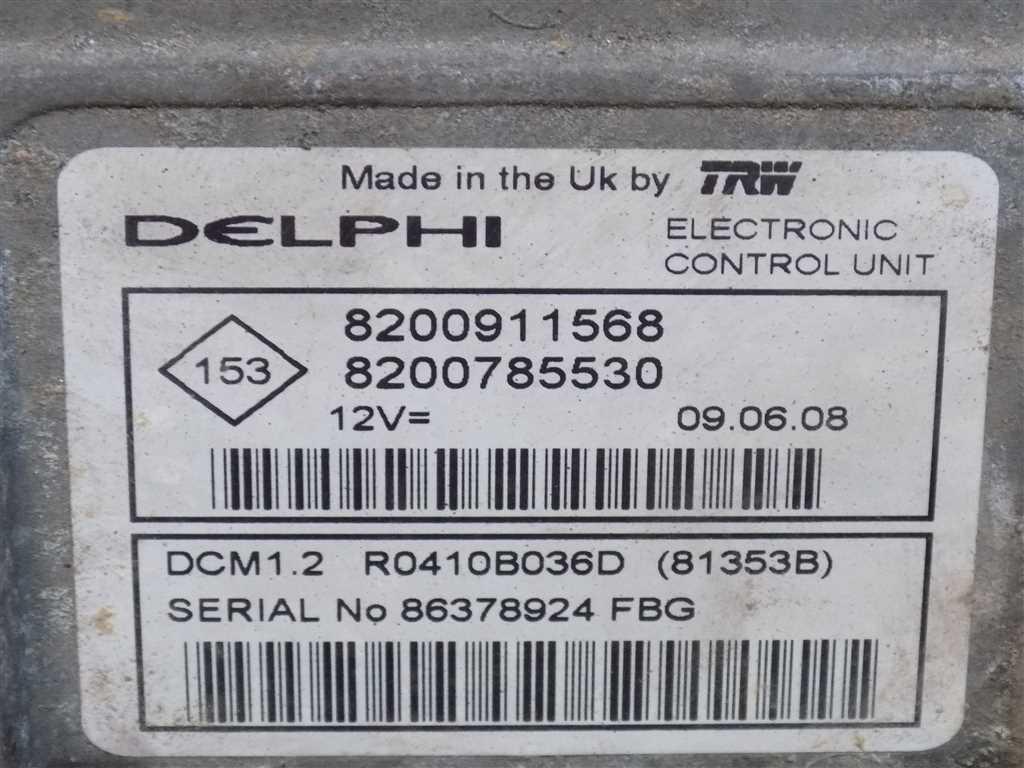 Made in the Uk by TRW
DELPHI
ELECTRONIC
CONTROL UNIT
153
8200911568
8200785530
12V=
09.06.08
DCM1.2 R0410B036D (81353B)
SERIAL No 86378924 FBG